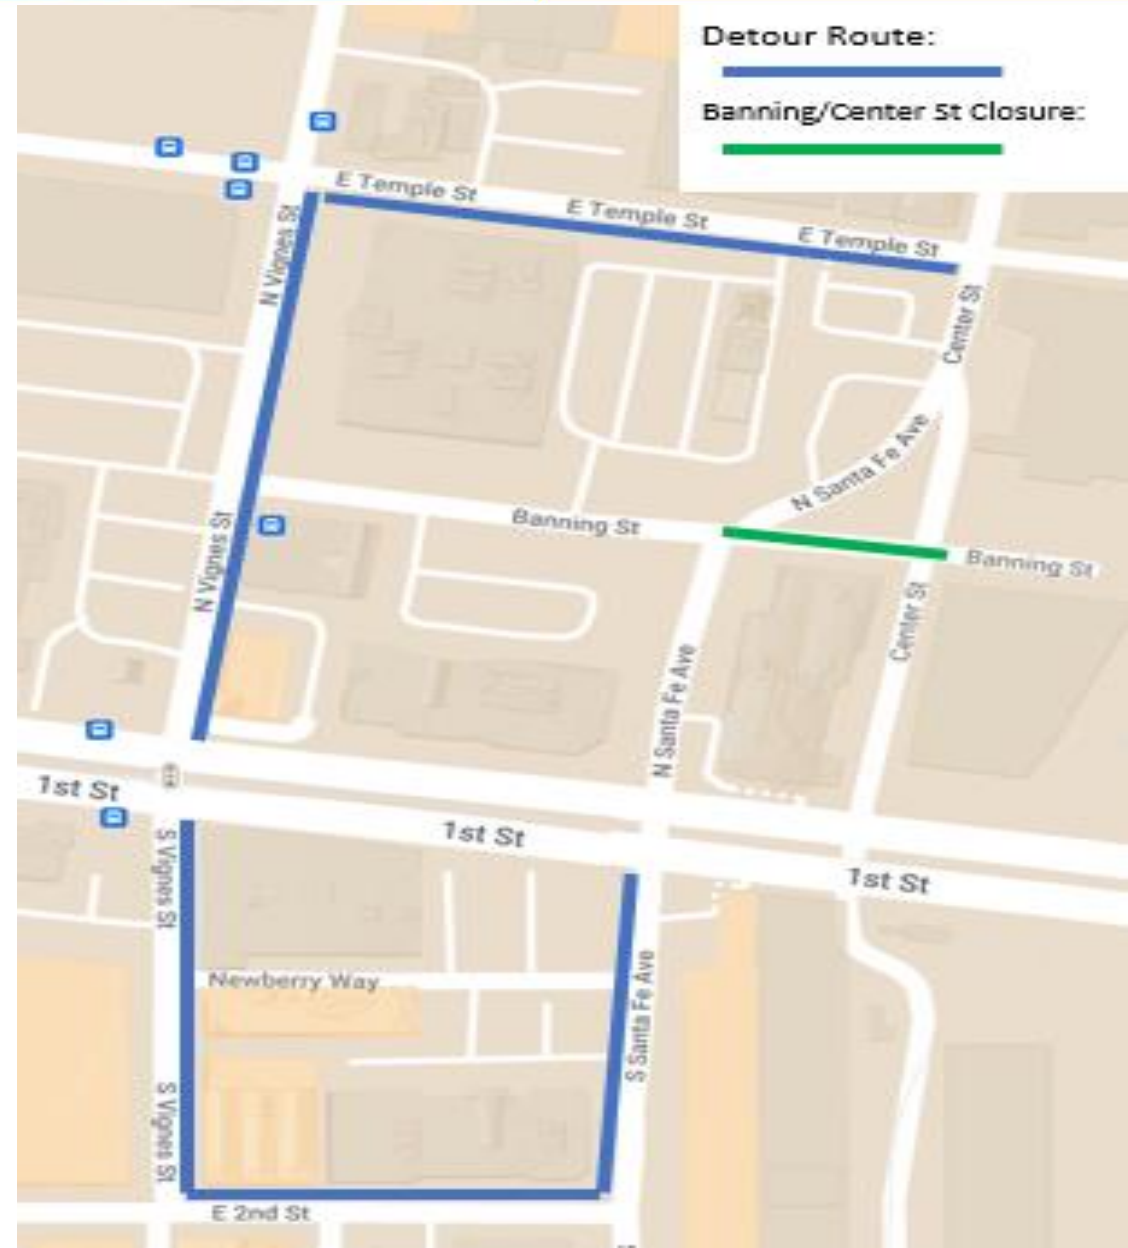 Detour Route:
Banning/Center St Closure:
E Temple St
E Temple St
E Temple St
N Vignes St
Center St
N Santa Fe Ave
Banning St
N Vignes St
Banning St
Center St
N Santa Fe Ave
1st St
1st St
1st St
S Vignes St
Newberry Way
S Santa Fe Ave
S Vignes St
E 2nd St